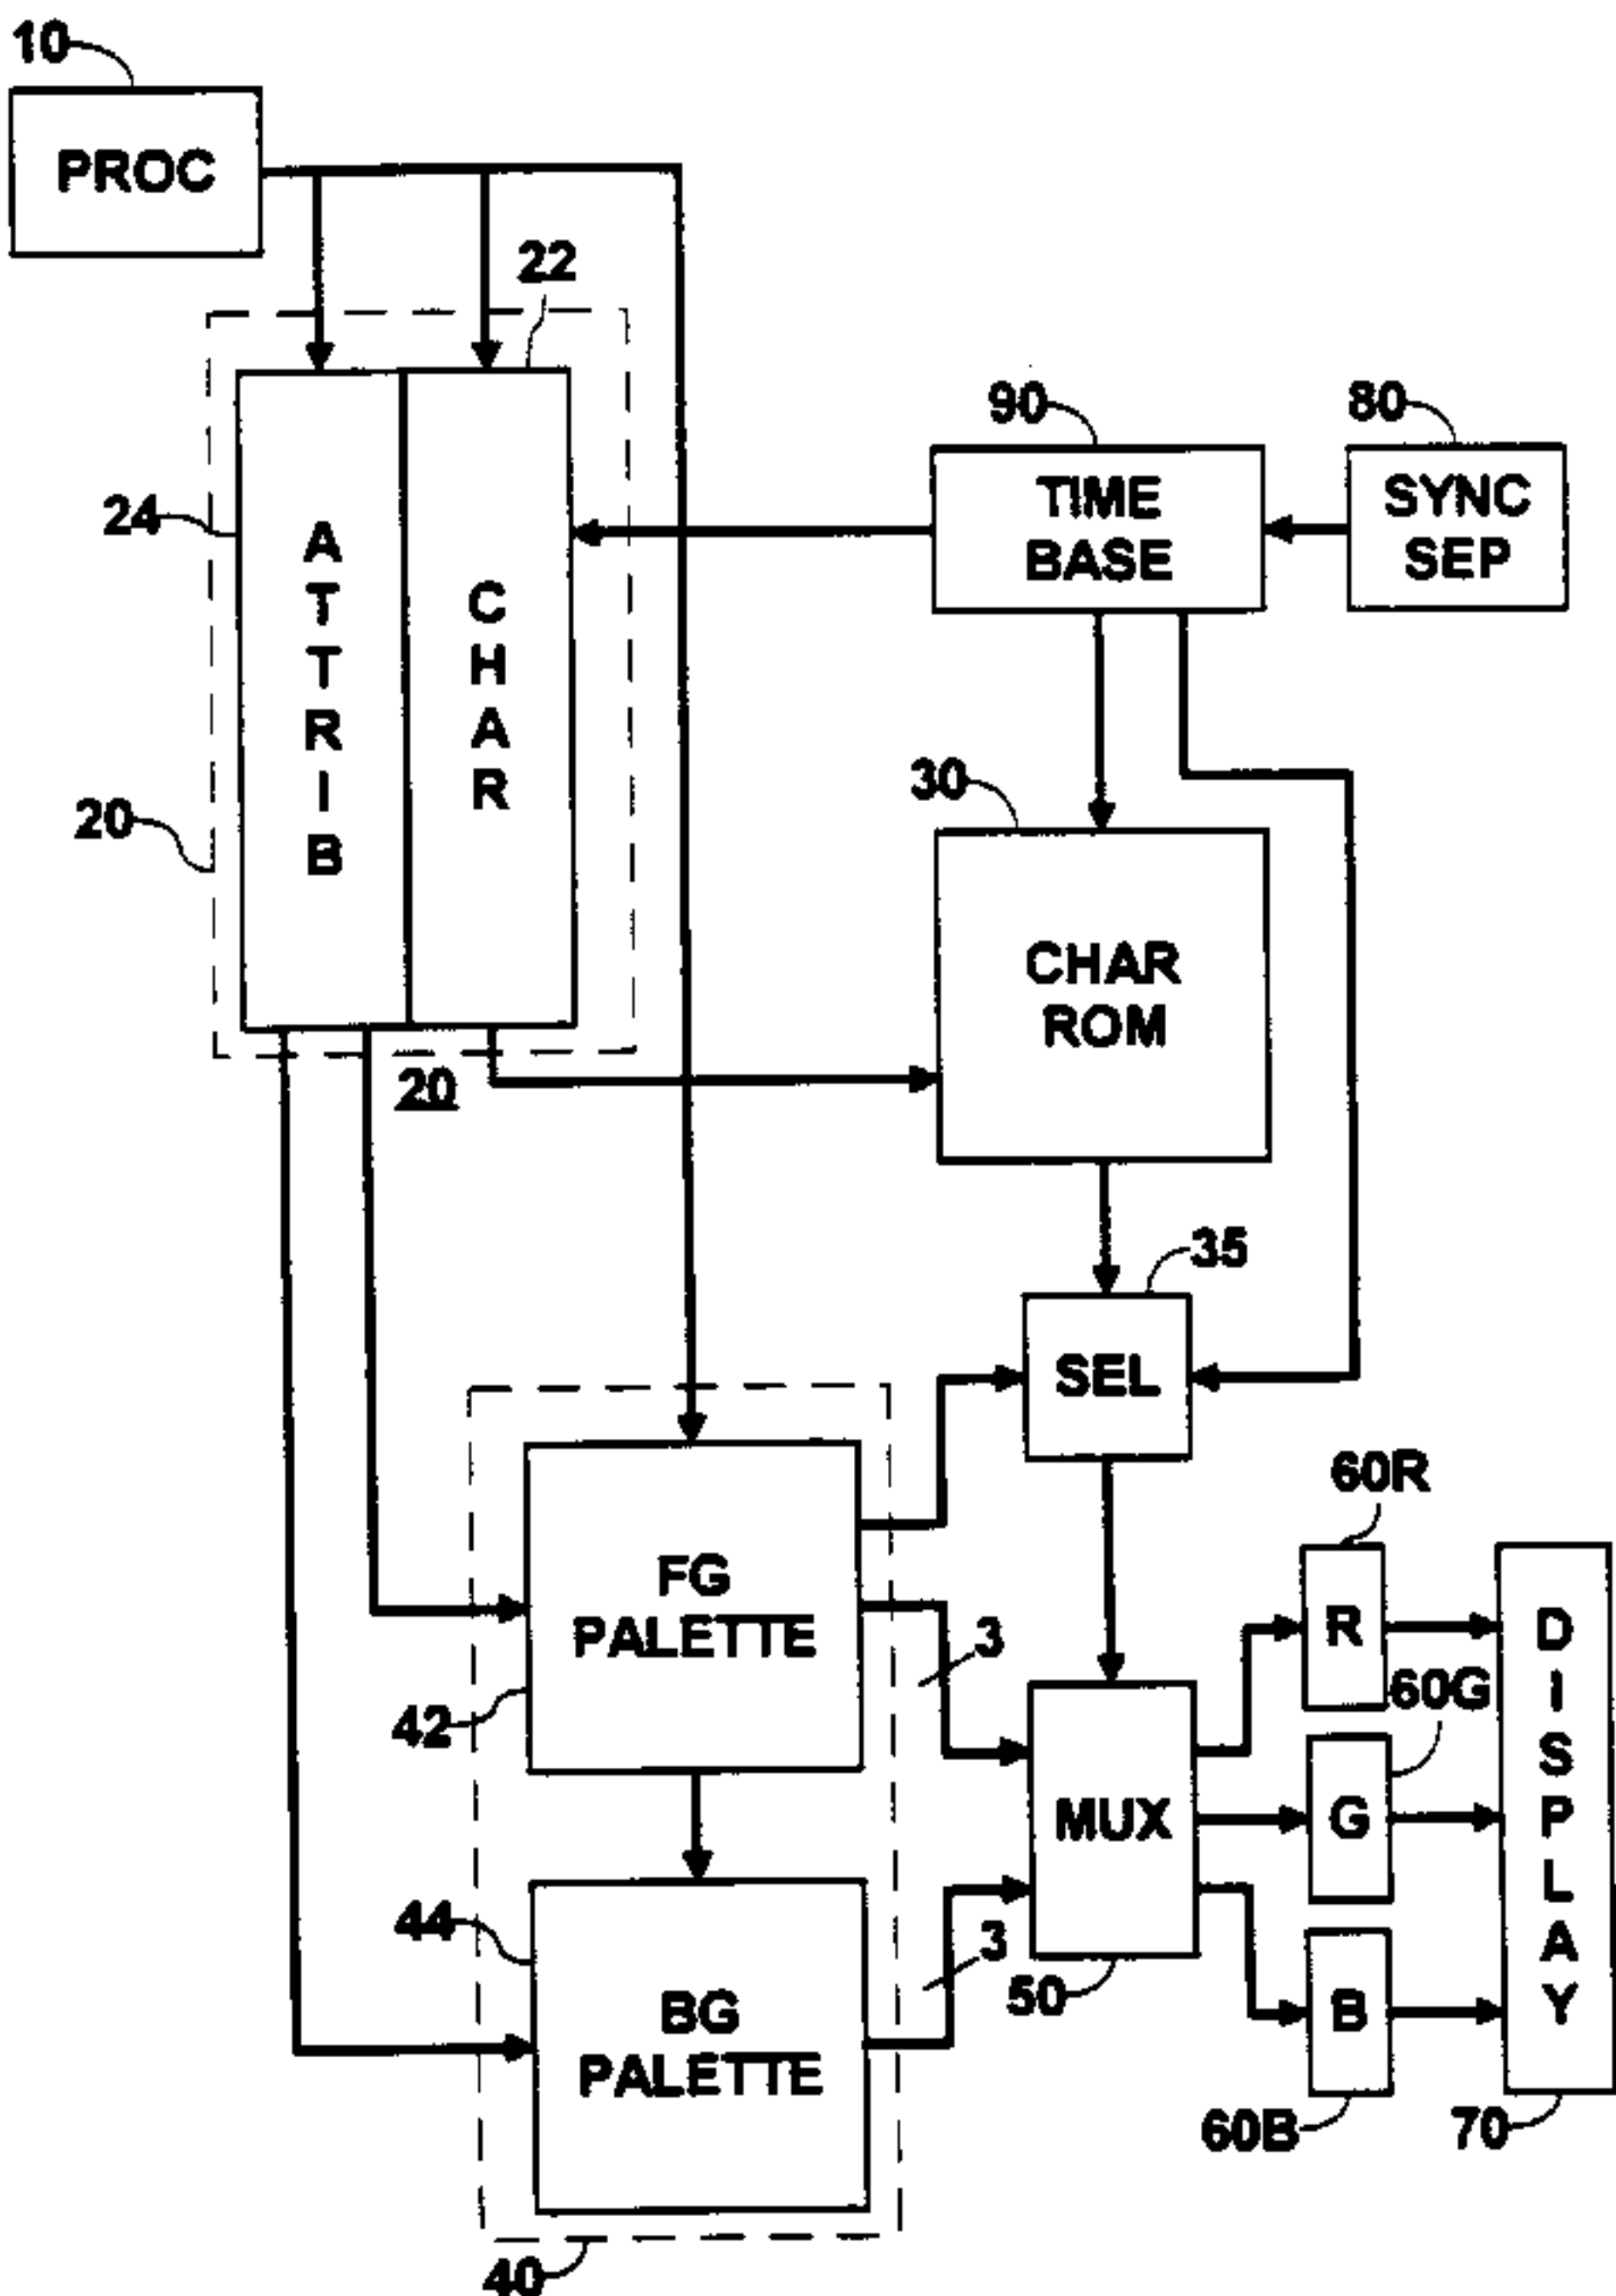 10
PROC
22
90
80
TIME
BASE
SYNC
SEP
24
ATTRIB
CHAR
20
30
CHAR
ROM
20
35
SEL
60R
FG
PALETTE
R
DISPLAY
3
60G
42
MUX
G
44
3
50
B
BG
PALETTE
60B
70
40